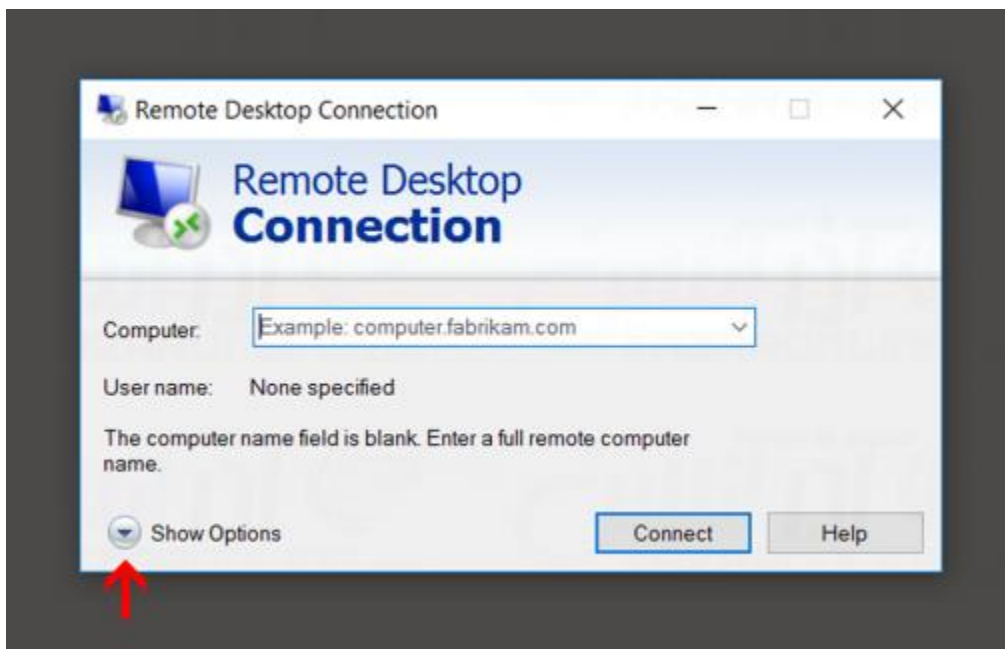 Remote Desktop Connection
Remote Desktop
Connection
Computer:
Example: computer.fabrikam.com
User name: None specified
The computer name field is blank. Enter a full remote computer
name.
Show Options
Connect
Help